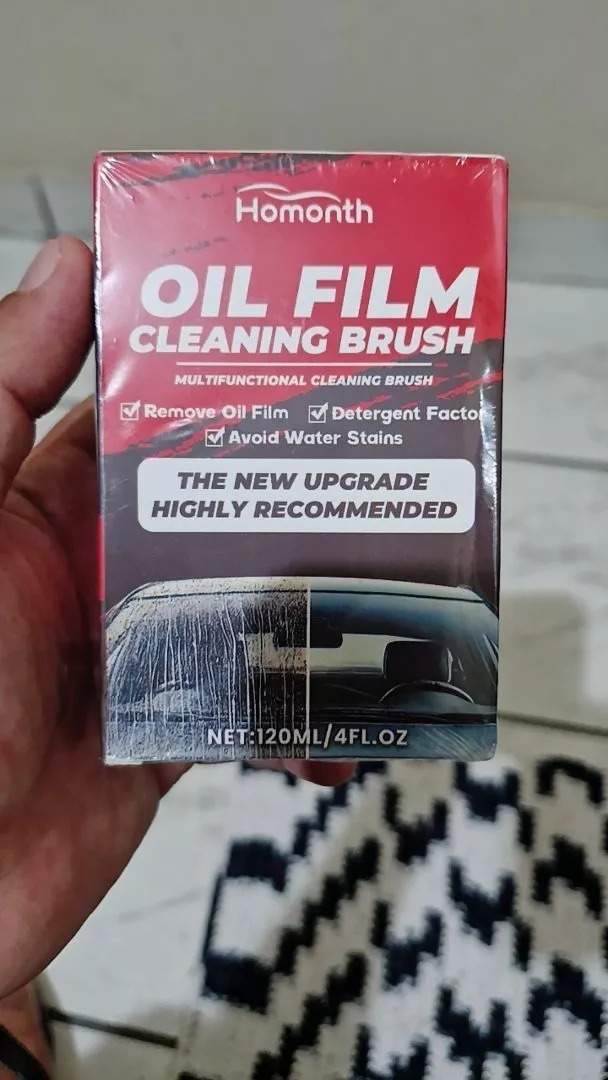 Homonth
OIL FILM
CLEANING BRUSH
MULTIFUNCTIONAL CLEANING BRUSH
Remove Oil Film Detergent Factor
Avoid Water Stains
THE NEW UPGRADE
HIGHLY RECOMMENDED
NET:120ML/4FL.OZ